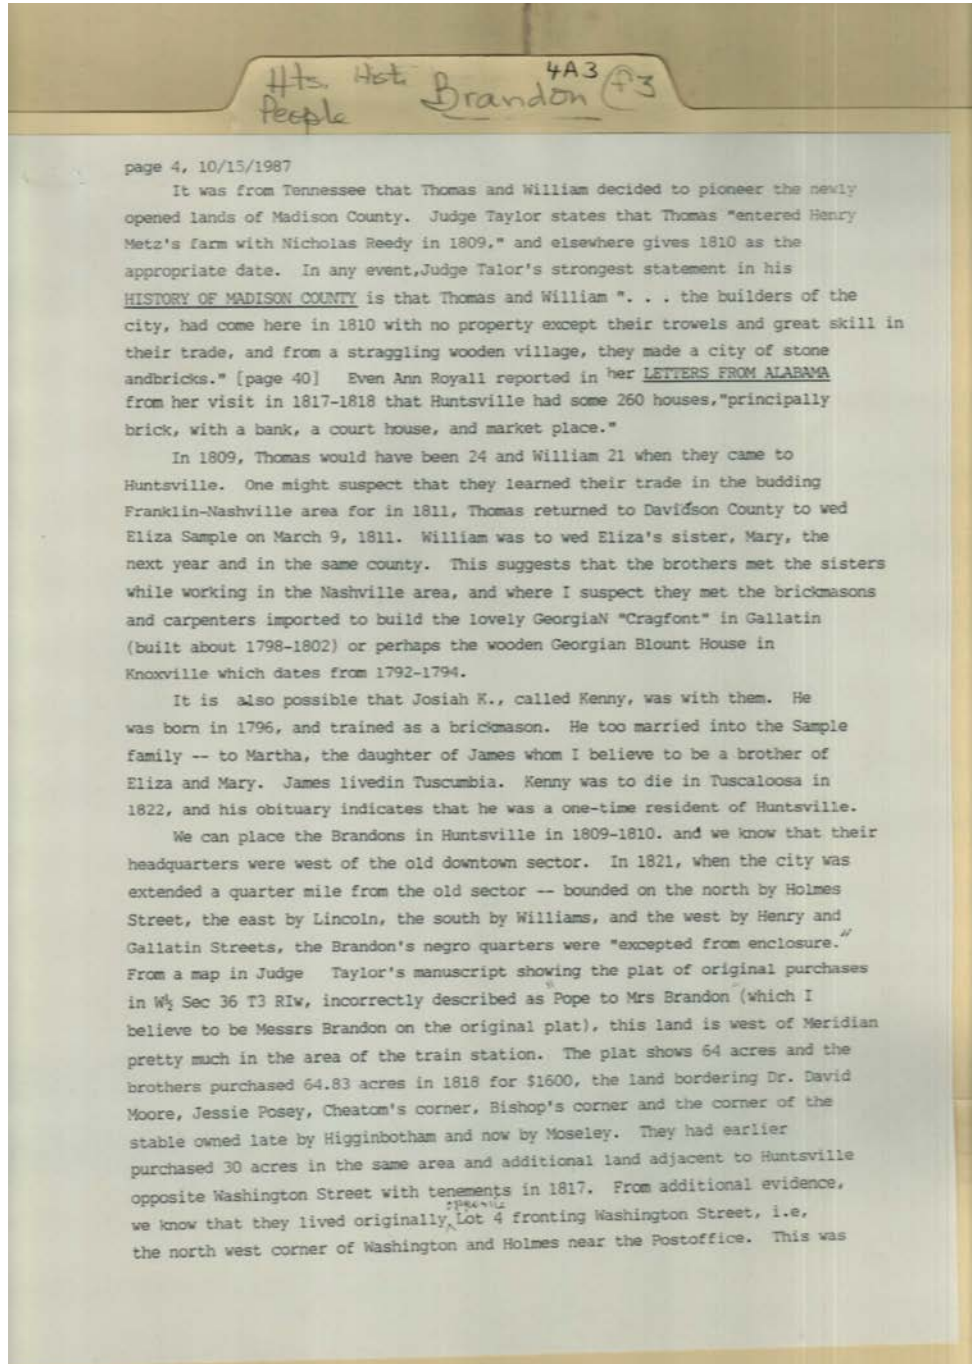 4A3
Hts. Hist. Brandon f3
People
page 4, 10/15/1987
It was from Tennessee that Thomas and William decided to pioneer the newly
opened lands of Madison County. Judge Taylor states that Thomas "entered Henry
Metz's farm with Nicholas Reedy in 1809," and elsewhere gives 1810 as the
appropriate date. In any event,Judge Talor's strongest statement in his
HISTORY OF MADISON COUNTY is that Thomas and William ". . . the builders of the
city, had come here in 1810 with no property except their trowels and great skill in
their trade, and from a straggling wooden village, they made a city of stone
andbricks." [page 40] Even Ann Royall reported in her LETTERS FROM ALABAMA
from her visit in 1817-1818 that Huntsville had some 260 houses,"principally
brick, with a bank, a court house, and market place."
In 1809, Thomas would have been 24 and William 21 when they came to
Huntsville. One might suspect that they learned their trade in the budding
Franklin-Nashville area for in 1811, Thomas returned to Davidson County to wed
Eliza Sample on March 9, 1811. William was to wed Eliza's sister, Mary, the
next year and in the same county. This suggests that the brothers met the sisters
while working in the Nashville area, and where I suspect they met the brickmasons
and carpenters imported to build the lovely GeorgiaN "Cragfont" in Gallatin
(built about 1798-1802) or perhaps the wooden Georgian Blount House in
Knoxville which dates from 1792-1794.
It is also possible that Josiah K., called Kenny, was with them. He
was born in 1796, and trained as a brickmason. He too married into the Sample
family -- to Martha, the daughter of James whom I believe to be a brother of
Eliza and Mary. James livedin Tuscumbia. Kenny was to die in Tuscaloosa in
1822, and his obituary indicates that he was a one-time resident of Huntsville.
We can place the Brandons in Huntsville in 1809-1810. and we know that their
headquarters were west of the old downtown sector. In 1821, when the city was
extended a quarter mile from the old sector -- bounded on the north by Holmes
Street, the east by Lincoln, the south by Williams, and the west by Henry and
Gallatin Streets, the Brandon's negro quarters were "excepted from enclosure."
From a map in Judge Taylor's manuscript showing the plat of original purchases
in W½ Sec 36 T3 RIw, incorrectly described as "Pope to Mrs Brandon" (which I
believe to be Messrs Brandon on the original plat), this land is west of Meridian
pretty much in the area of the train station. The plat shows 64 acres and the
brothers purchased 64.83 acres in 1818 for $1600, the land bordering Dr. David
Moore, Jessie Posey, Cheatom's corner, Bishop's corner and the corner of the
stable owned late by Higginbotham and now by Moseley. They had earlier
purchased 30 acres in the same area and additional land adjacent to Huntsville
opposite Washington Street with tenements in 1817. From additional evidence,
we know that they lived originally Lot 4 fronting Washington Street, i.e,
the north west corner of Washington and Holmes near the Postoffice. This was